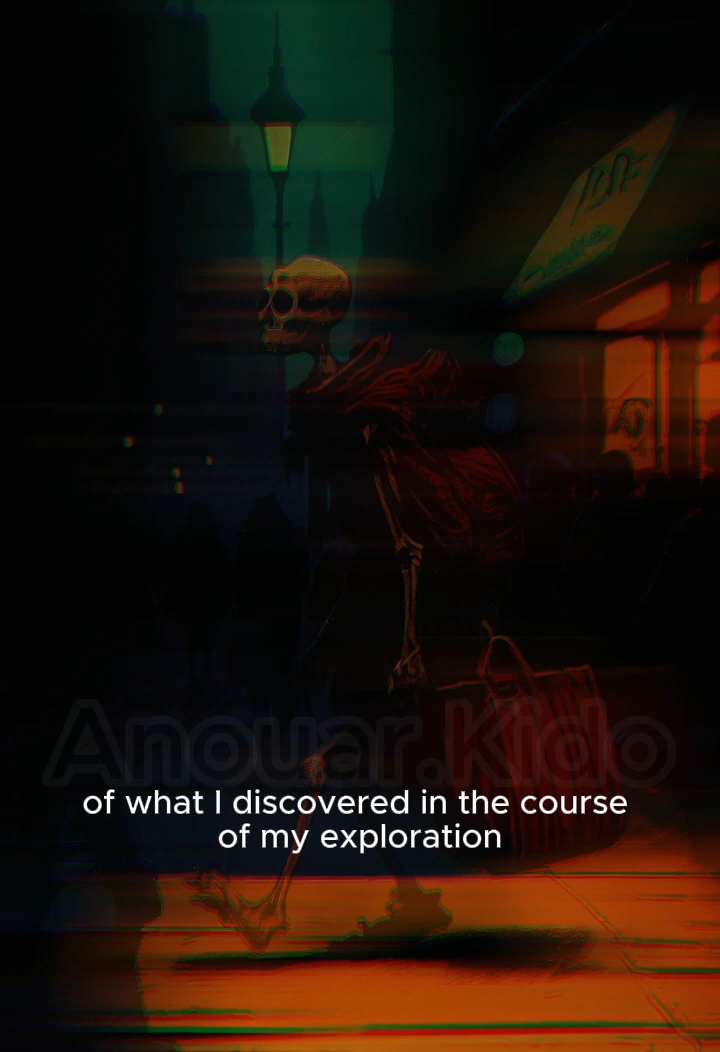 Anouar.Kido
of what I discovered in the course
of my exploration